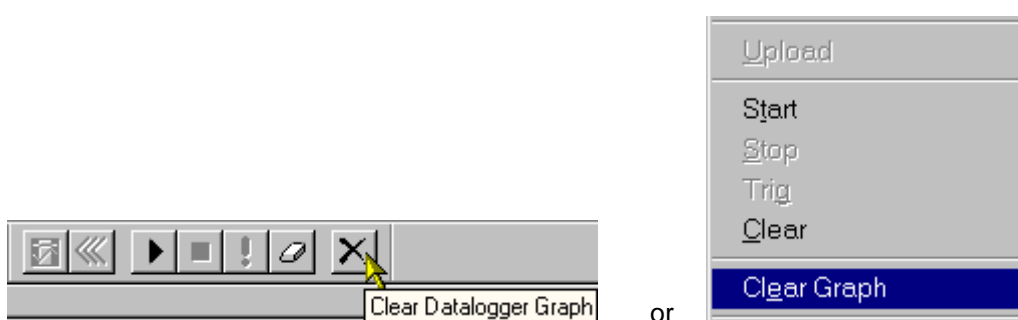 Clear Datalogger Graph
or
Upload
Start
Stop
Trig
Clear
Clear Graph